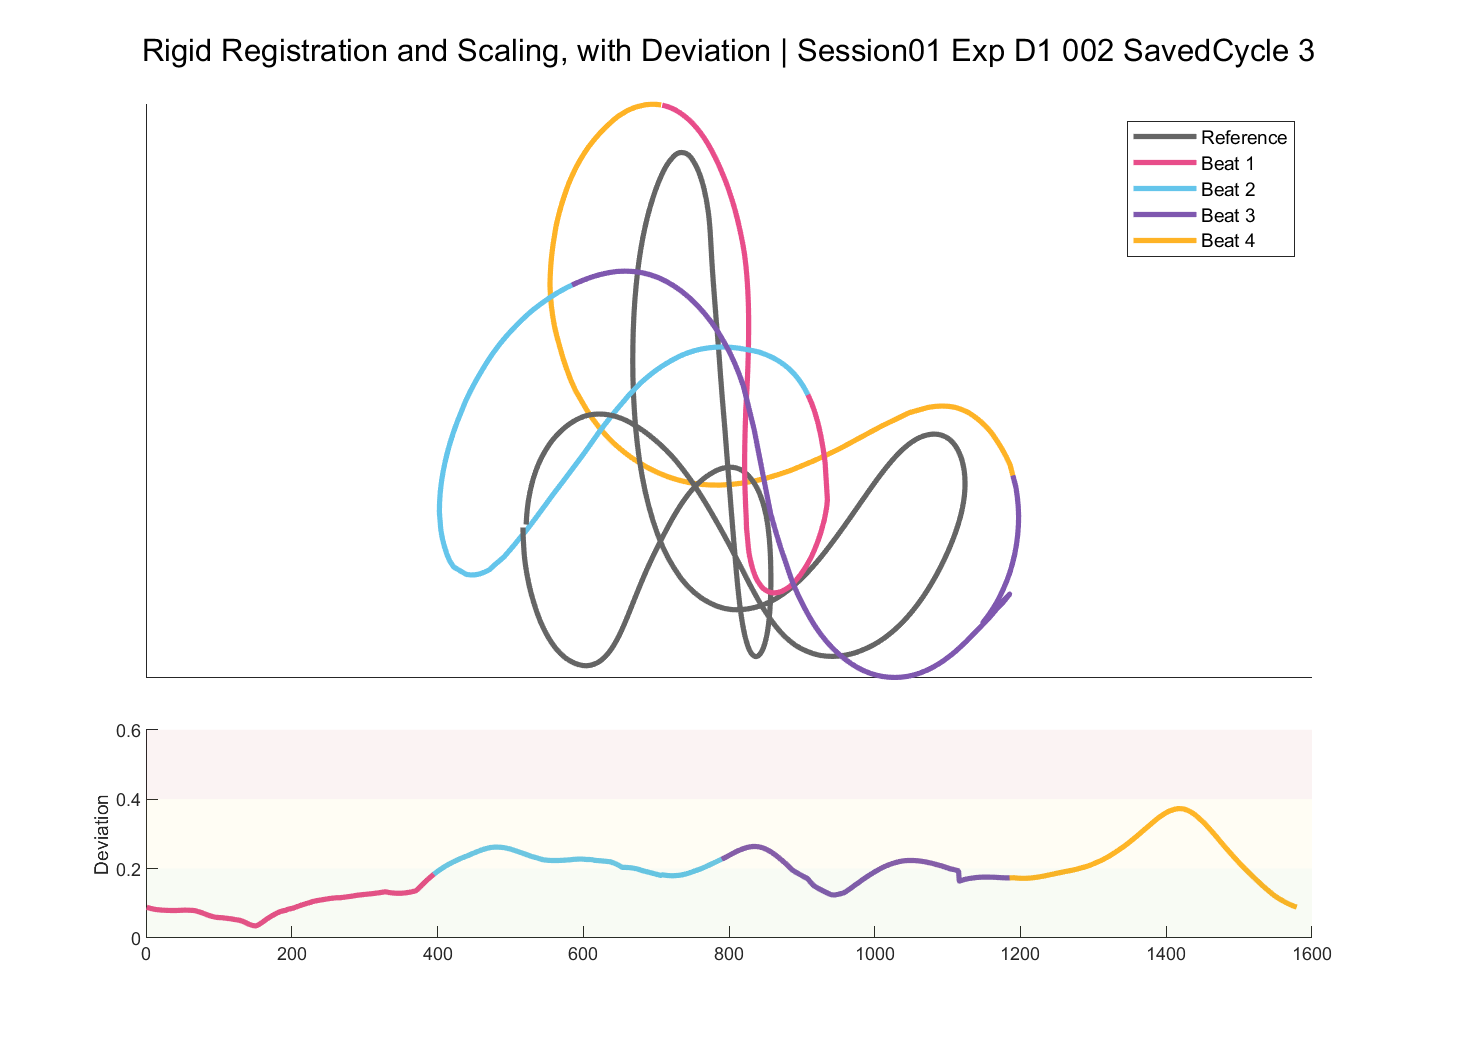 Rigid Registration and Scaling, with Deviation | Session01 Exp D1 002 SavedCycle 3
Reference
Beat 1
Beat 2
Beat 3
Beat 4
Deviation
0.6
0.4
0.2
0
0 200 400 600 800 1000 1200 1400 1600